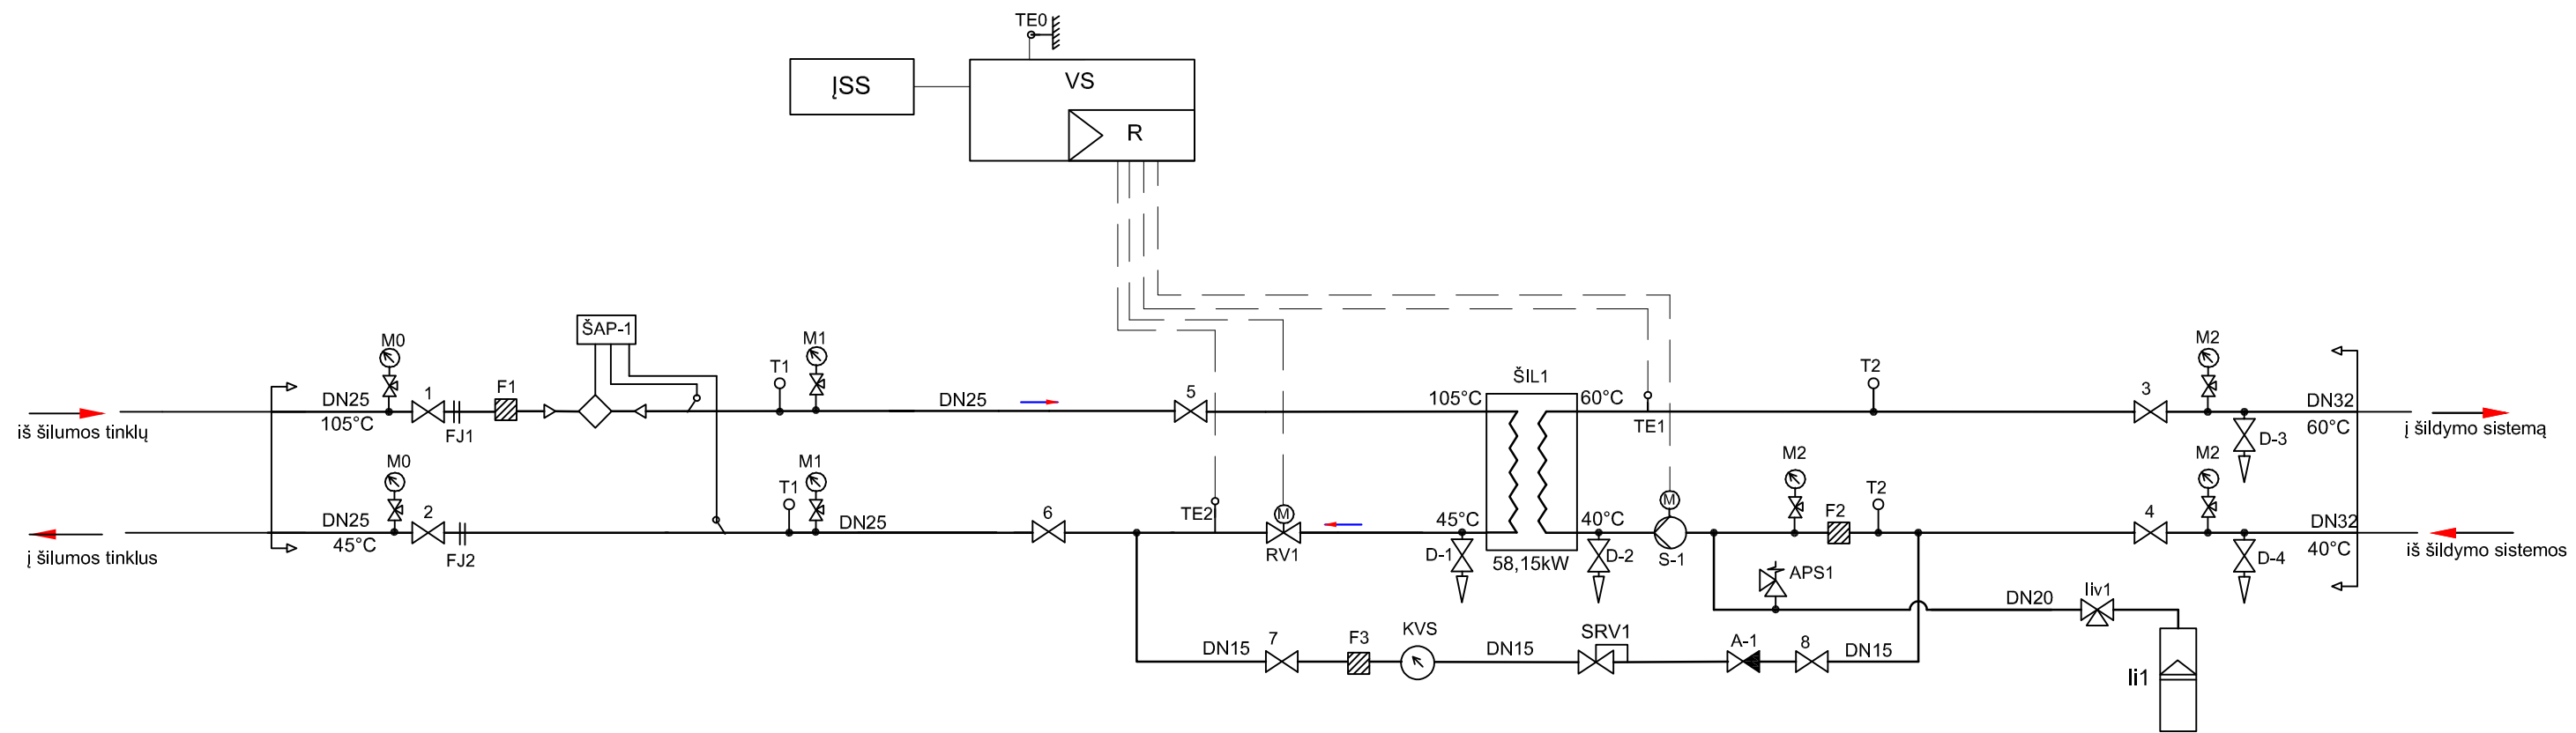 TE0
ĮSS
VS
R
ŠAP-1
M0
M1
M2
T1
T2
F1
1
DN25
DN25
5
105°C
ŠIL1
60°C
TE1
3
DN32
105°C
FJ1
60°C
D-3
iš šilumos tinklų
į šildymo sistemą
M0
M1
M2
M2
T1
T2
2
DN25
DN25
6
TE2
M
45°C
40°C
M
F2
4
DN32
45°C
FJ2
RV1
D-1
58,15kW
D-2
S-1
D-4
40°C
į šilumos tinklus
iš šildymo sistemos
APS1
DN20
Iiv1
DN15
7
F3
KVS
DN15
SRV1
A-1
8
DN15
Ii1